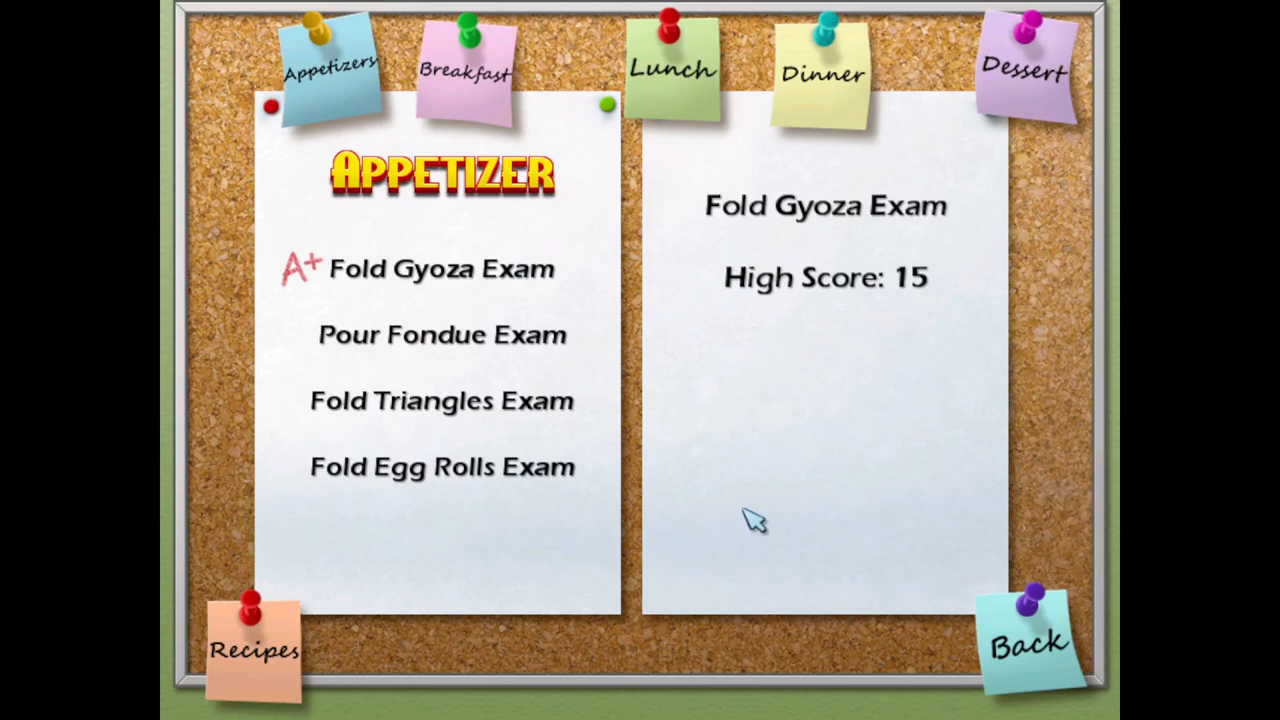 Appetizers
Breakfast
Lunch
Dinner
Dessert
APPETIZER
A+ Fold Gyoza Exam
Pour Fondue Exam
Fold Triangles Exam
Fold Egg Rolls Exam
Fold Gyoza Exam
High Score: 15
Recipes
Back